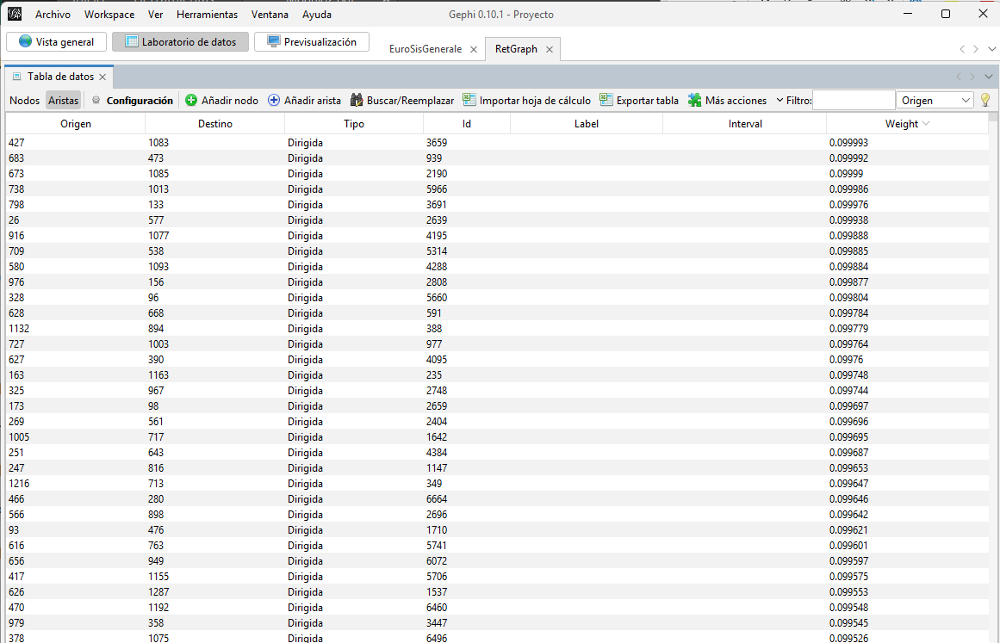 Archivo Workspace Ver Herramientas Ventana Ayuda Gephi 0.10.1 - Proyecto
Vista general Laboratorio de datos Previsualización EuroSisGenerale RetGraph
Tabla de datos
Nodos Aristas Configuración Añadir nodo Añadir arista Buscar/Reemplazar Importar hoja de cálculo Exportar tabla Más acciones Filtro: Origen
Origen Destino Tipo Id Label Interval Weight
427 1083 Dirigida 3659 0.099993
683 473 Dirigida 939 0.099992
673 1085 Dirigida 2190 0.09999
738 1013 Dirigida 5966 0.099986
798 133 Dirigida 3691 0.099976
26 577 Dirigida 2639 0.099938
916 1077 Dirigida 4195 0.099888
709 538 Dirigida 5314 0.099885
580 1093 Dirigida 4288 0.099884
976 156 Dirigida 2808 0.099877
328 96 Dirigida 5660 0.099804
628 668 Dirigida 591 0.099784
1132 894 Dirigida 388 0.099779
727 1003 Dirigida 977 0.099764
627 390 Dirigida 4095 0.09976
163 1163 Dirigida 235 0.099748
325 967 Dirigida 2748 0.099744
173 98 Dirigida 2659 0.099697
269 561 Dirigida 2404 0.099696
1005 717 Dirigida 1642 0.099695
251 643 Dirigida 4384 0.099687
247 816 Dirigida 1147 0.099653
1216 713 Dirigida 349 0.099647
466 280 Dirigida 6664 0.099646
566 898 Dirigida 2696 0.099642
93 476 Dirigida 1710 0.099621
616 763 Dirigida 5741 0.099601
656 949 Dirigida 6072 0.099597
417 1155 Dirigida 5706 0.099575
626 1287 Dirigida 1537 0.099553
470 1192 Dirigida 6460 0.099548
979 358 Dirigida 3447 0.099545
378 1075 Dirigida 6496 0.099526